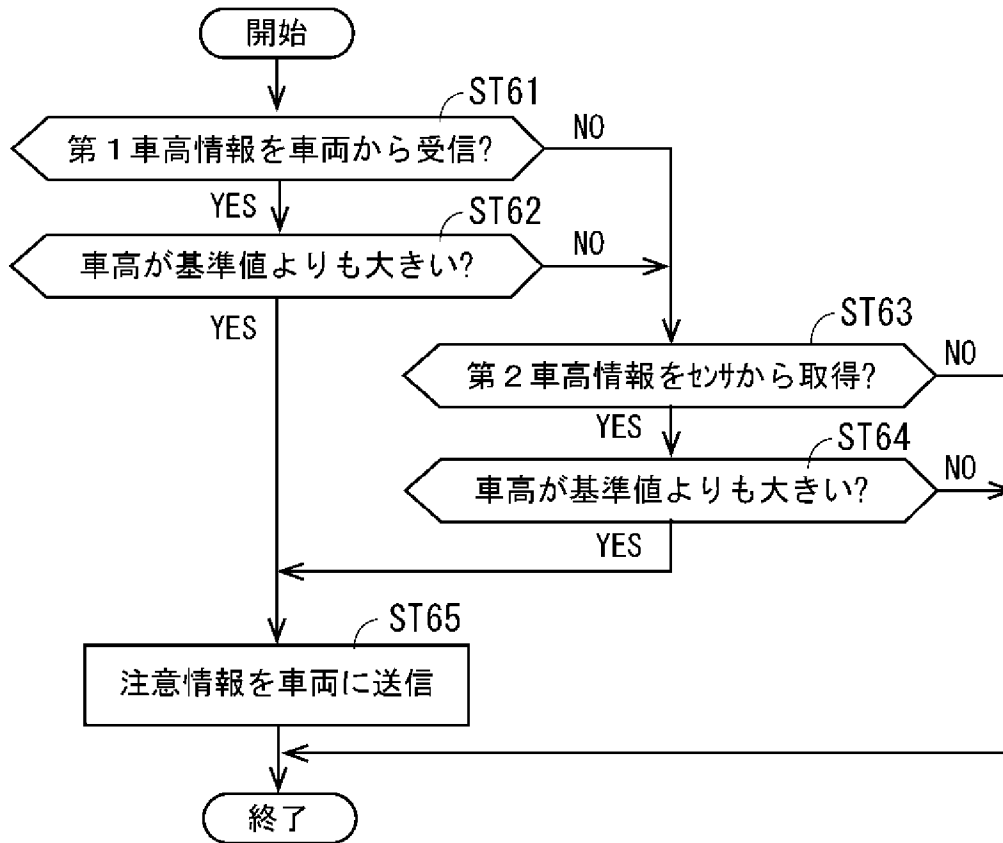 開始
ST61
第１車高情報を車両から受信?
NO
YES
ST62
車高が基準値よりも大きい?
NO
YES
ST63
第２車高情報をｾﾝｻから取得?
NO
YES
ST64
車高が基準値よりも大きい?
NO
YES
ST65
注意情報を車両に送信
終了